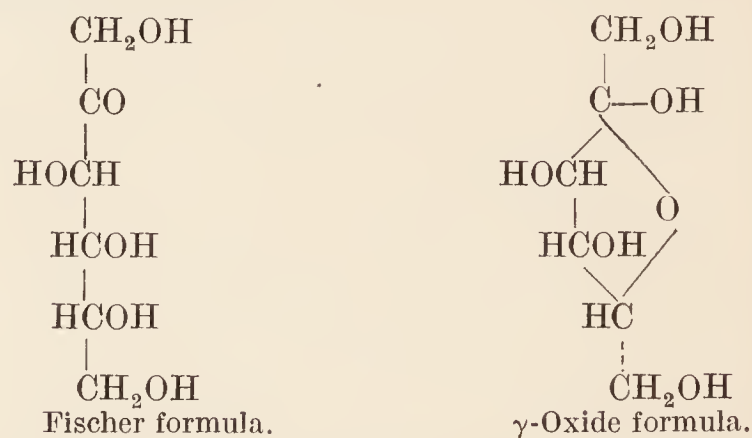 CH₂OH CH₂OH
CO C—OH
HOCH HOCH
O
HCOH HCOH
HCOH HC
CH₂OH CH₂OH
Fischer formula. γ-Oxide formula.